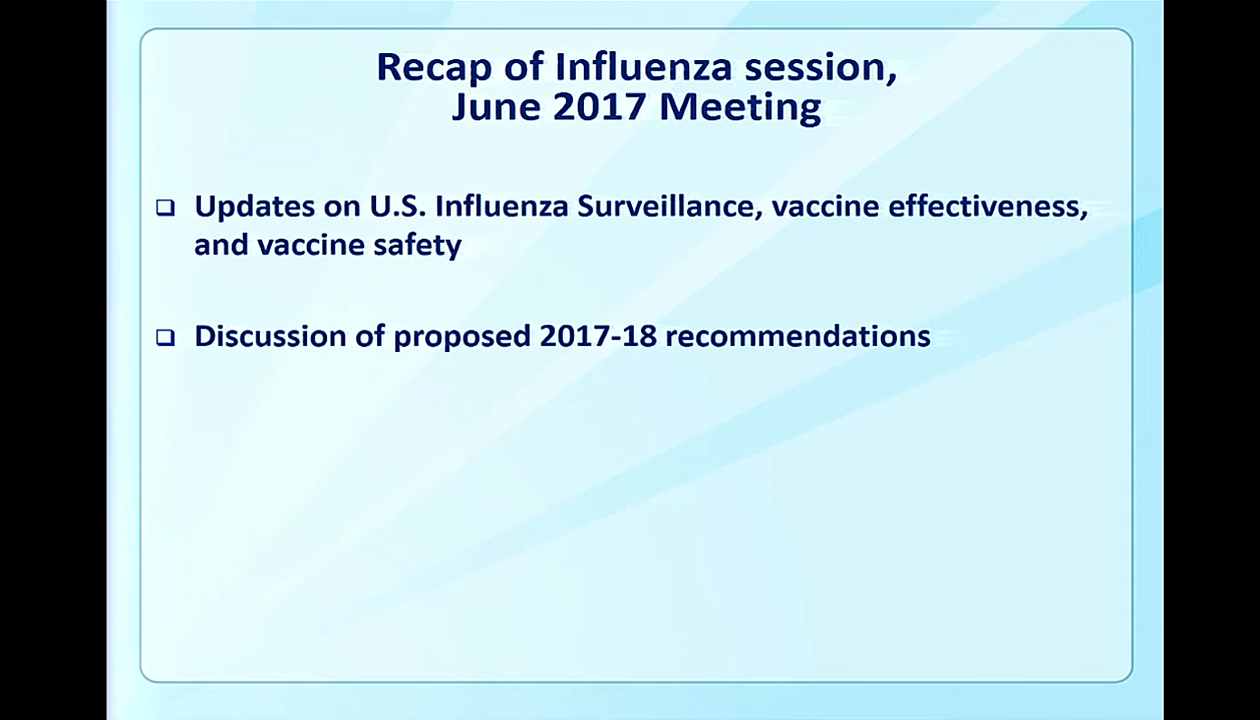 Recap of Influenza session,
June 2017 Meeting
Updates on U.S. Influenza Surveillance, vaccine effectiveness,
and vaccine safety
Discussion of proposed 2017-18 recommendations